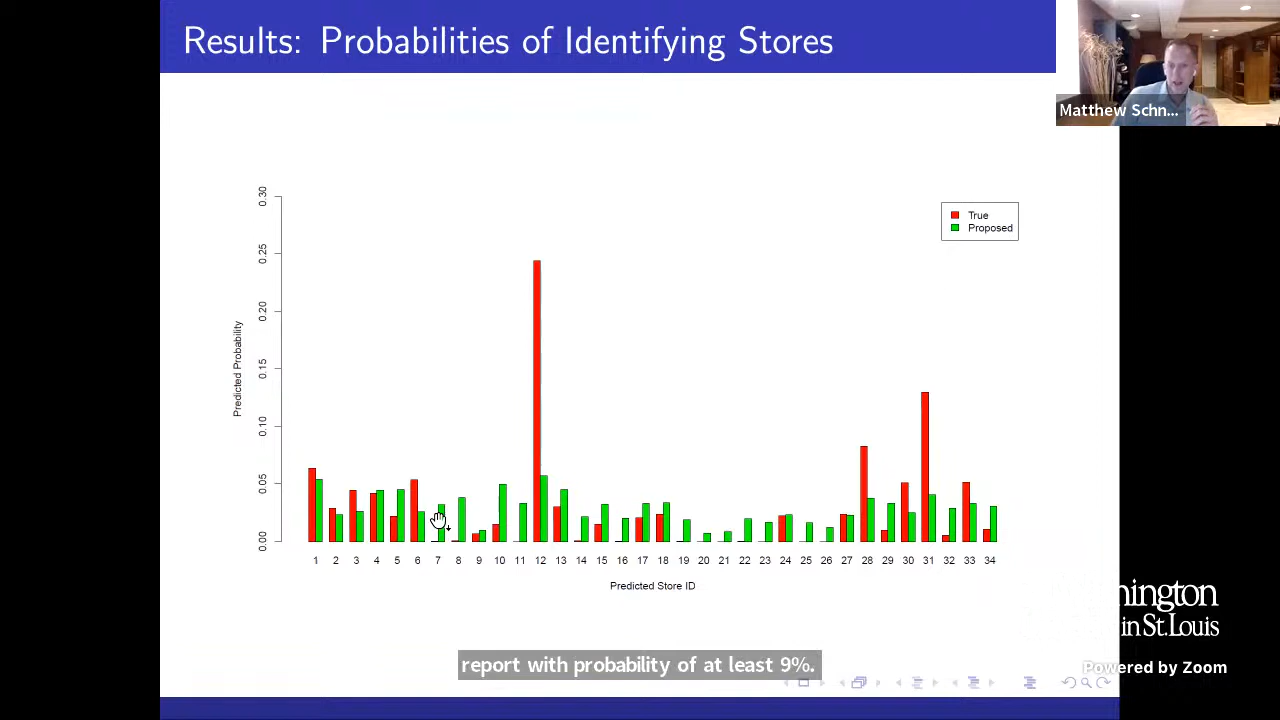 Results: Probabilities of Identifying Stores
Matthew Schn...
0.30
0.25
0.20
0.15
0.10
0.05
0.00
Predicted Probability
True
Proposed
1 2 3 4 5 6 7 8 9 10 11 12 13 14 15 16 17 18 19 20 21 22 23 24 25 26 27 28 29 30 31 32 33 34
Predicted Store ID
nington
in St. Louis
report with probability of at least 9%.
Powered by Zoom